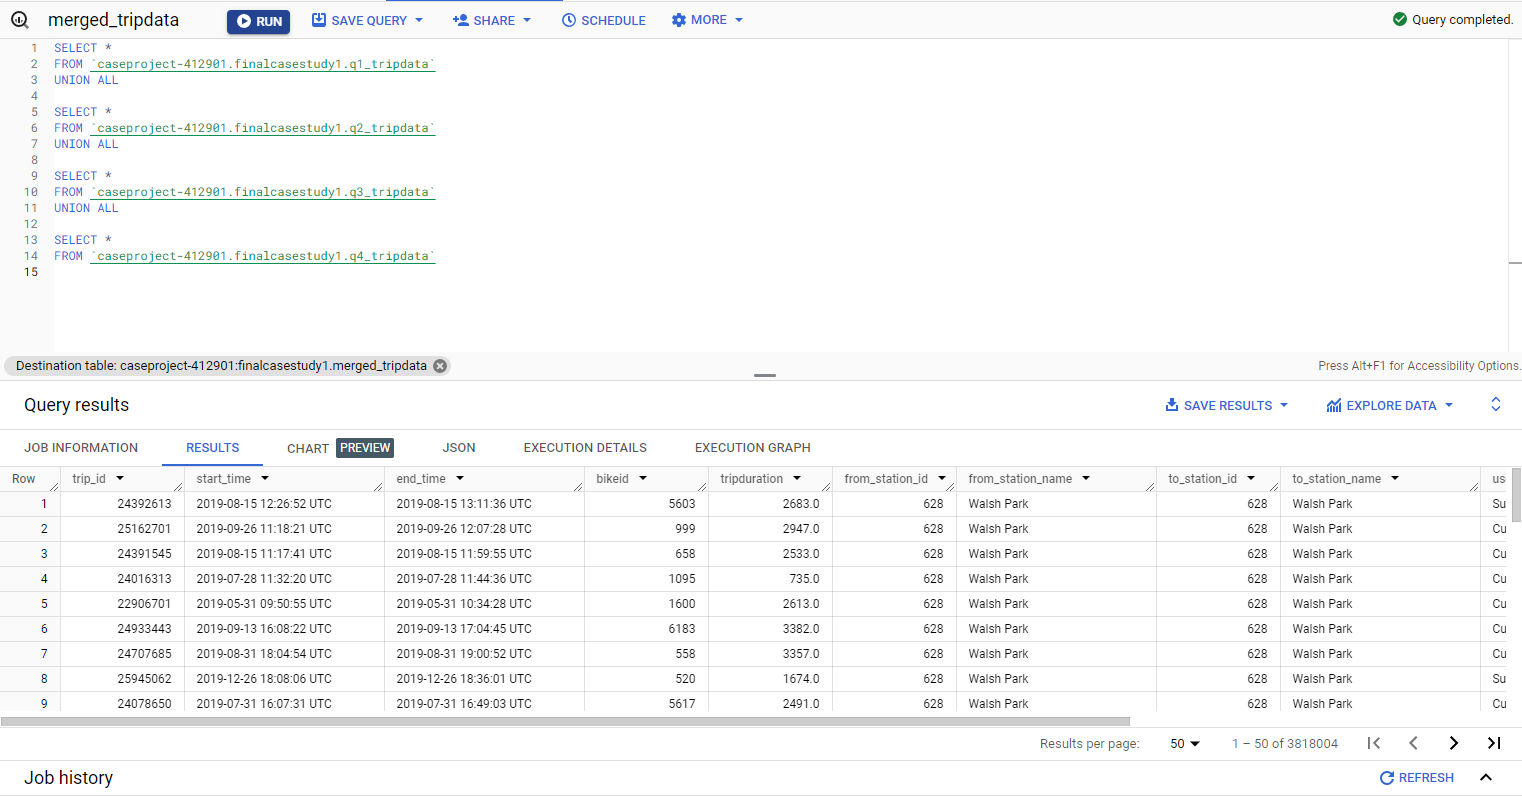 merged_tripdata RUN SAVE QUERY SHARE SCHEDULE MORE Query completed.
1 SELECT *
2 FROM `caseproject-412901.finalcasestudy1.q1_tripdata`
3 UNION ALL
4
5 SELECT *
6 FROM `caseproject-412901.finalcasestudy1.q2_tripdata`
7 UNION ALL
8
9 SELECT *
10 FROM `caseproject-412901.finalcasestudy1.q3_tripdata`
11 UNION ALL
12
13 SELECT *
14 FROM `caseproject-412901.finalcasestudy1.q4_tripdata`
15
Destination table: caseproject-412901:finalcasestudy1.merged_tripdata Press Alt+F1 for Accessibility Options.
Query results SAVE RESULTS EXPLORE DATA
JOB INFORMATION RESULTS CHART PREVIEW JSON EXECUTION DETAILS EXECUTION GRAPH
Row trip_id start_time end_time bikeid tripduration from_station_id from_station_name to_station_id to_station_name us
1 24392613 2019-08-15 12:26:52 UTC 2019-08-15 13:11:36 UTC 5603 2683.0 628 Walsh Park 628 Walsh Park Su
2 25162701 2019-09-26 11:18:21 UTC 2019-09-26 12:07:28 UTC 999 2947.0 628 Walsh Park 628 Walsh Park Cu
3 24391545 2019-08-15 11:17:41 UTC 2019-08-15 11:59:55 UTC 658 2533.0 628 Walsh Park 628 Walsh Park Cu
4 24016313 2019-07-28 11:32:20 UTC 2019-07-28 11:44:36 UTC 1095 735.0 628 Walsh Park 628 Walsh Park Cu
5 22906701 2019-05-31 09:50:55 UTC 2019-05-31 10:34:28 UTC 1600 2613.0 628 Walsh Park 628 Walsh Park Cu
6 24933443 2019-09-13 16:08:22 UTC 2019-09-13 17:04:45 UTC 6183 3382.0 628 Walsh Park 628 Walsh Park Cu
7 24707685 2019-08-31 18:04:54 UTC 2019-08-31 19:00:52 UTC 558 3357.0 628 Walsh Park 628 Walsh Park Cu
8 25945062 2019-12-26 18:08:06 UTC 2019-12-26 18:36:01 UTC 520 1674.0 628 Walsh Park 628 Walsh Park Su
9 24078650 2019-07-31 16:07:31 UTC 2019-07-31 16:49:03 UTC 5617 2491.0 628 Walsh Park 628 Walsh Park Cu
Results per page: 50 1 – 50 of 3818004
Job history REFRESH